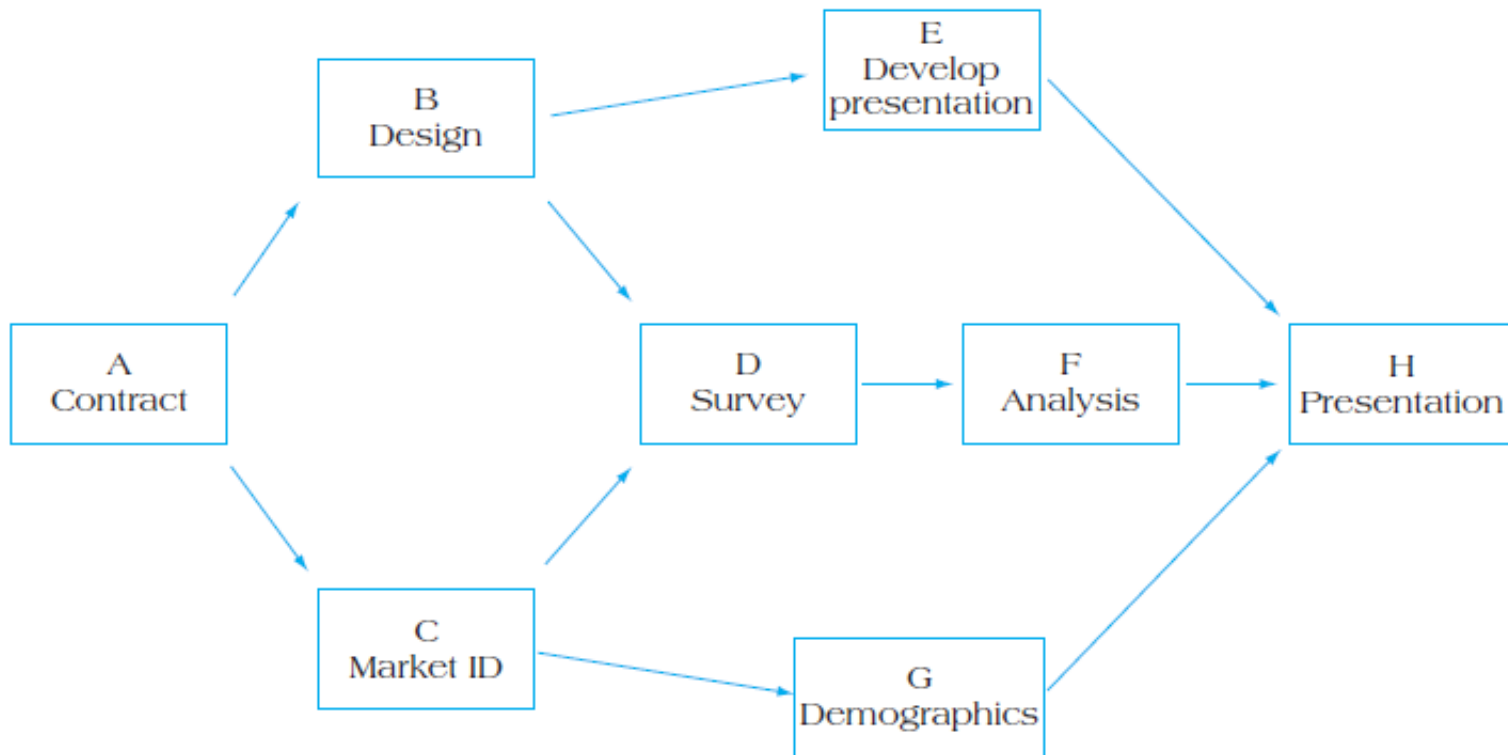 E
Develop
presentation
B
Design
A
Contract
D
Survey
F
Analysis
H
Presentation
C
Market ID
G
Demographics